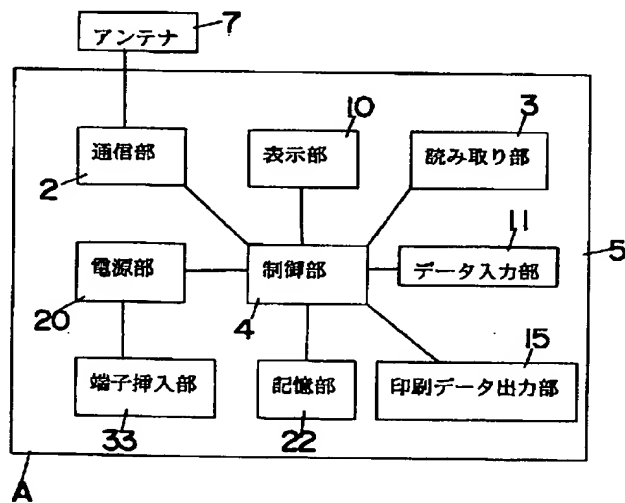 アンテナ
7
通信部
2
表示部
10
読み取り部
3
電源部
20
制御部
4
データ入力部
11
5
端子挿入部
33
記憶部
22
印刷データ出力部
15
A